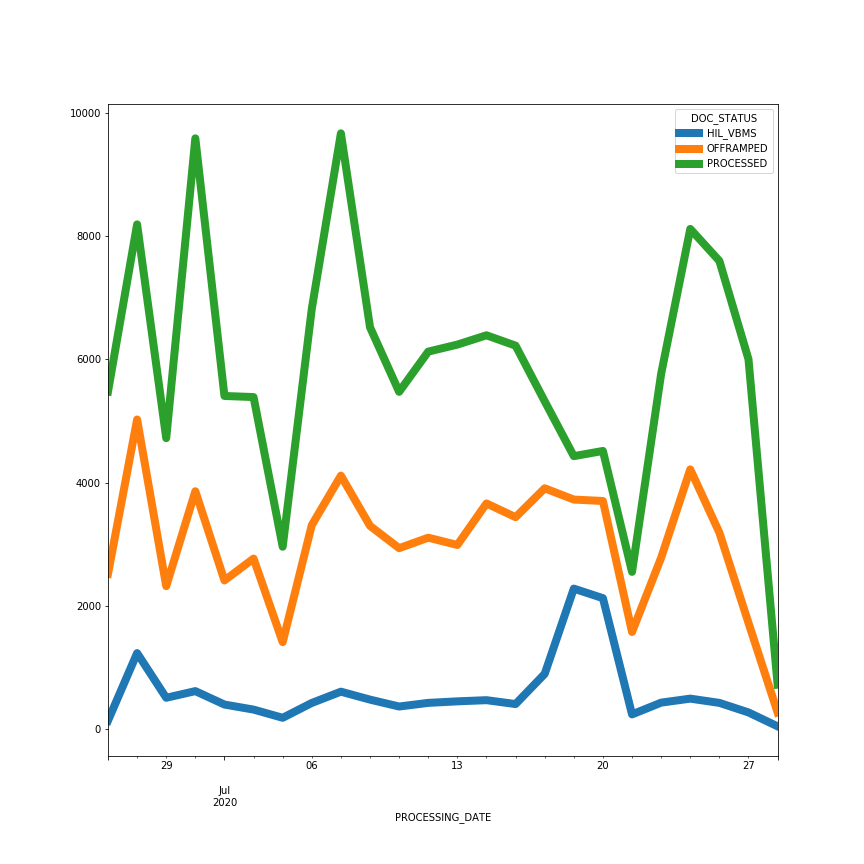 10000
8000
6000
4000
2000
0
DOC_STATUS
HIL_VBMS
OFFRAMPED
PROCESSED
29
06
13
20
27
Jul
2020
PROCESSING_DATE